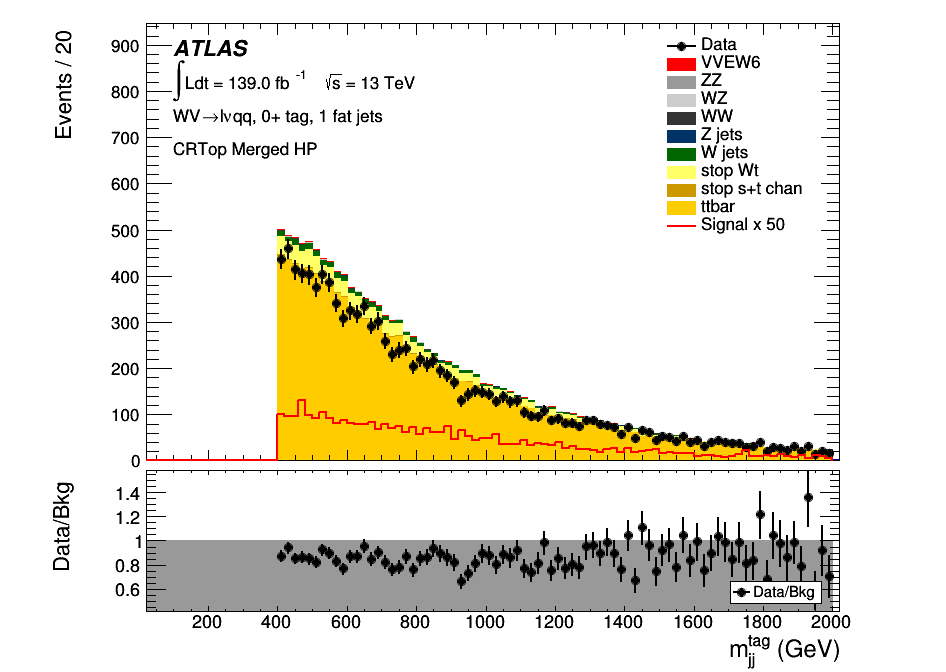 Events / 20
900
800
700
600
500
400
300
200
100
0
ATLAS
∫Ldt = 139.0 fb⁻¹ √s = 13 TeV
WV→lνqq, 0+ tag, 1 fat jets
CRTop Merged HP
Data
VVEW6
ZZ
WZ
WW
Z jets
W jets
stop Wt
stop s+t chan
ttbar
Signal x 50
Data/Bkg
1.4
1.2
1
0.8
0.6
Data/Bkg
200 400 600 800 1000 1200 1400 1600 1800 2000
m_jj^tag (GeV)